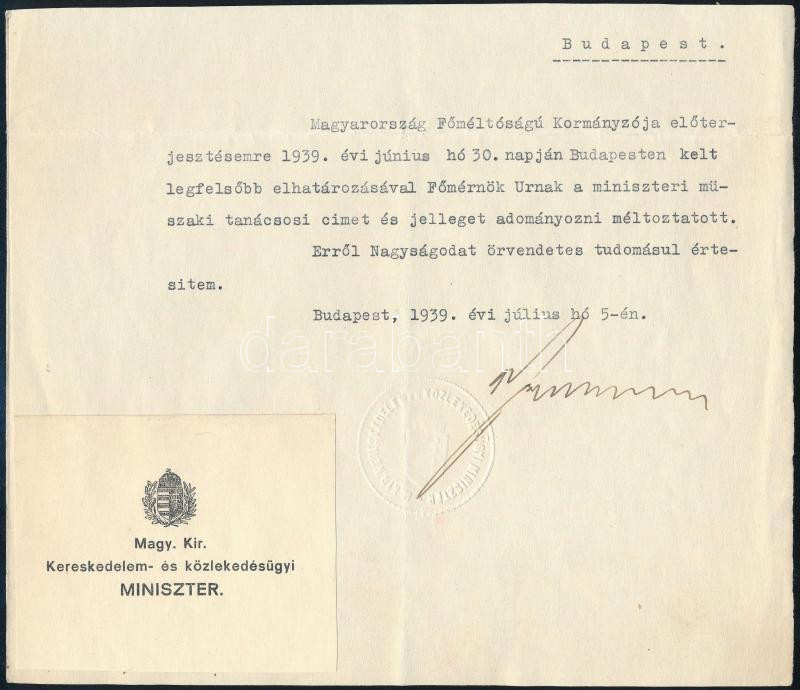 Budapest.
Magyarország Főméltóságú Kormányzója előter-
jesztésemre 1939. évi június hó 30. napján Budapesten kelt
legfelsőbb elhatározásával Főmérnök Urnak a miniszteri mü-
szaki tanácsosi cimet és jelleget adományozni méltoztatott.
Erről Nagyságodat örvendetes tudomásul érte-
sitem.
Budapest, 1939. évi július hó 5-én.
darabanth
Magy. Kir.
Kereskedelem- és közlekedésügyi
MINISZTER.